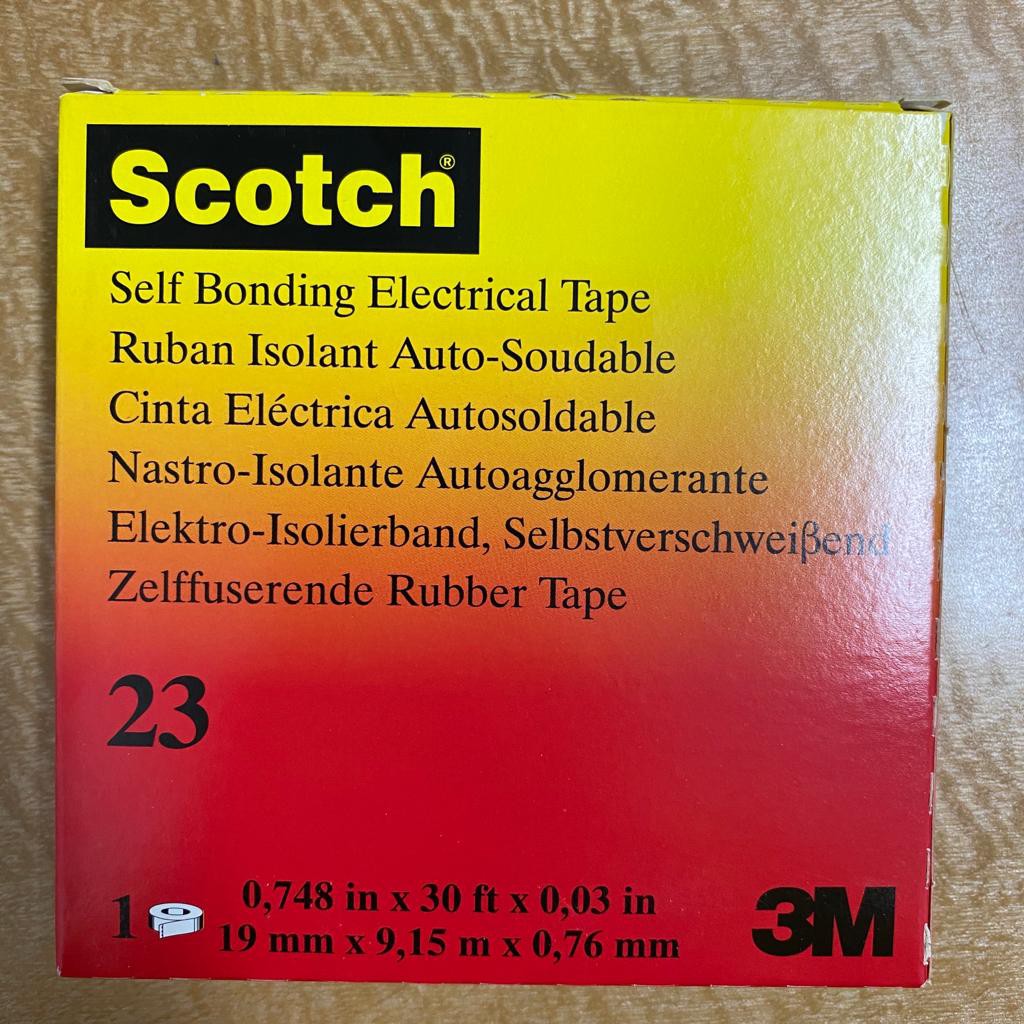 Scotch®
Self Bonding Electrical Tape
Ruban Isolant Auto-Soudable
Cinta Eléctrica Autosoldable
Nastro-Isolante Autoagglomerante
Elektro-Isolierband, Selbstverschweißend
Zelffuserende Rubber Tape
23
1
0,748 in x 30 ft x 0,03 in
19 mm x 9,15 m x 0,76 mm
3M